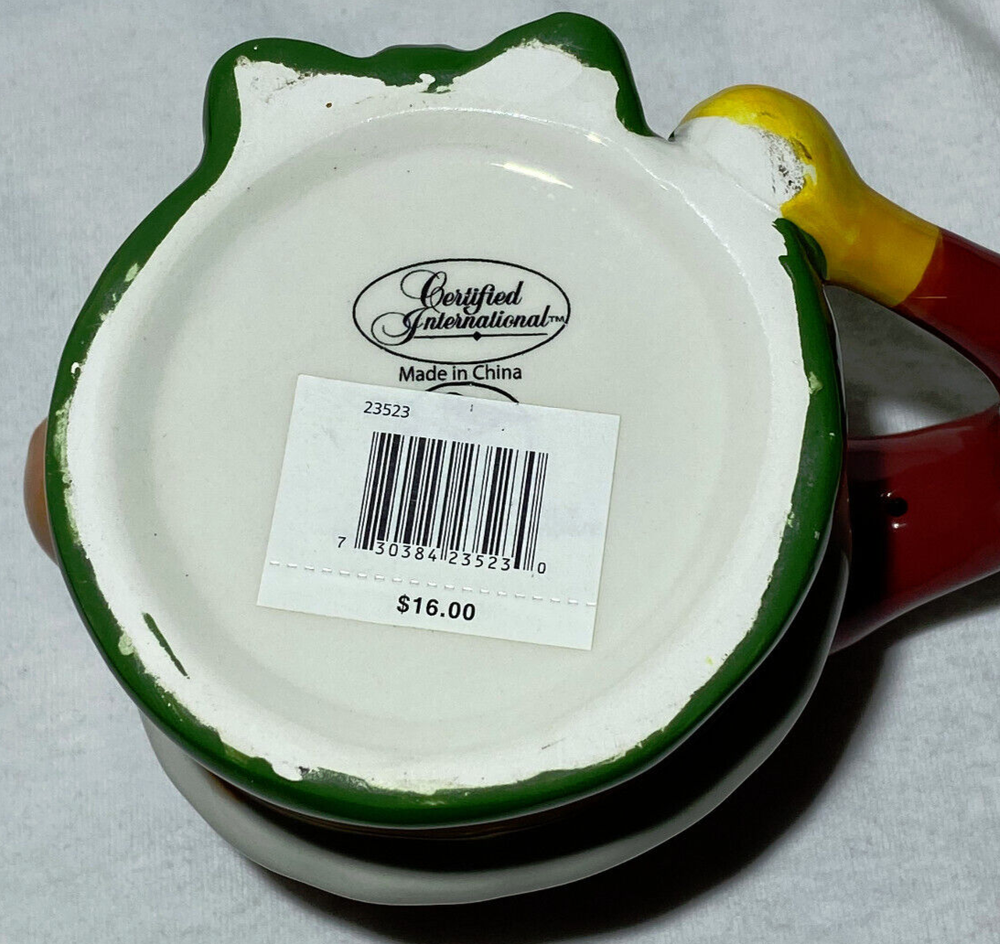 Certified
International™
Made in China
23523
7 30384 23523 0
$16.00